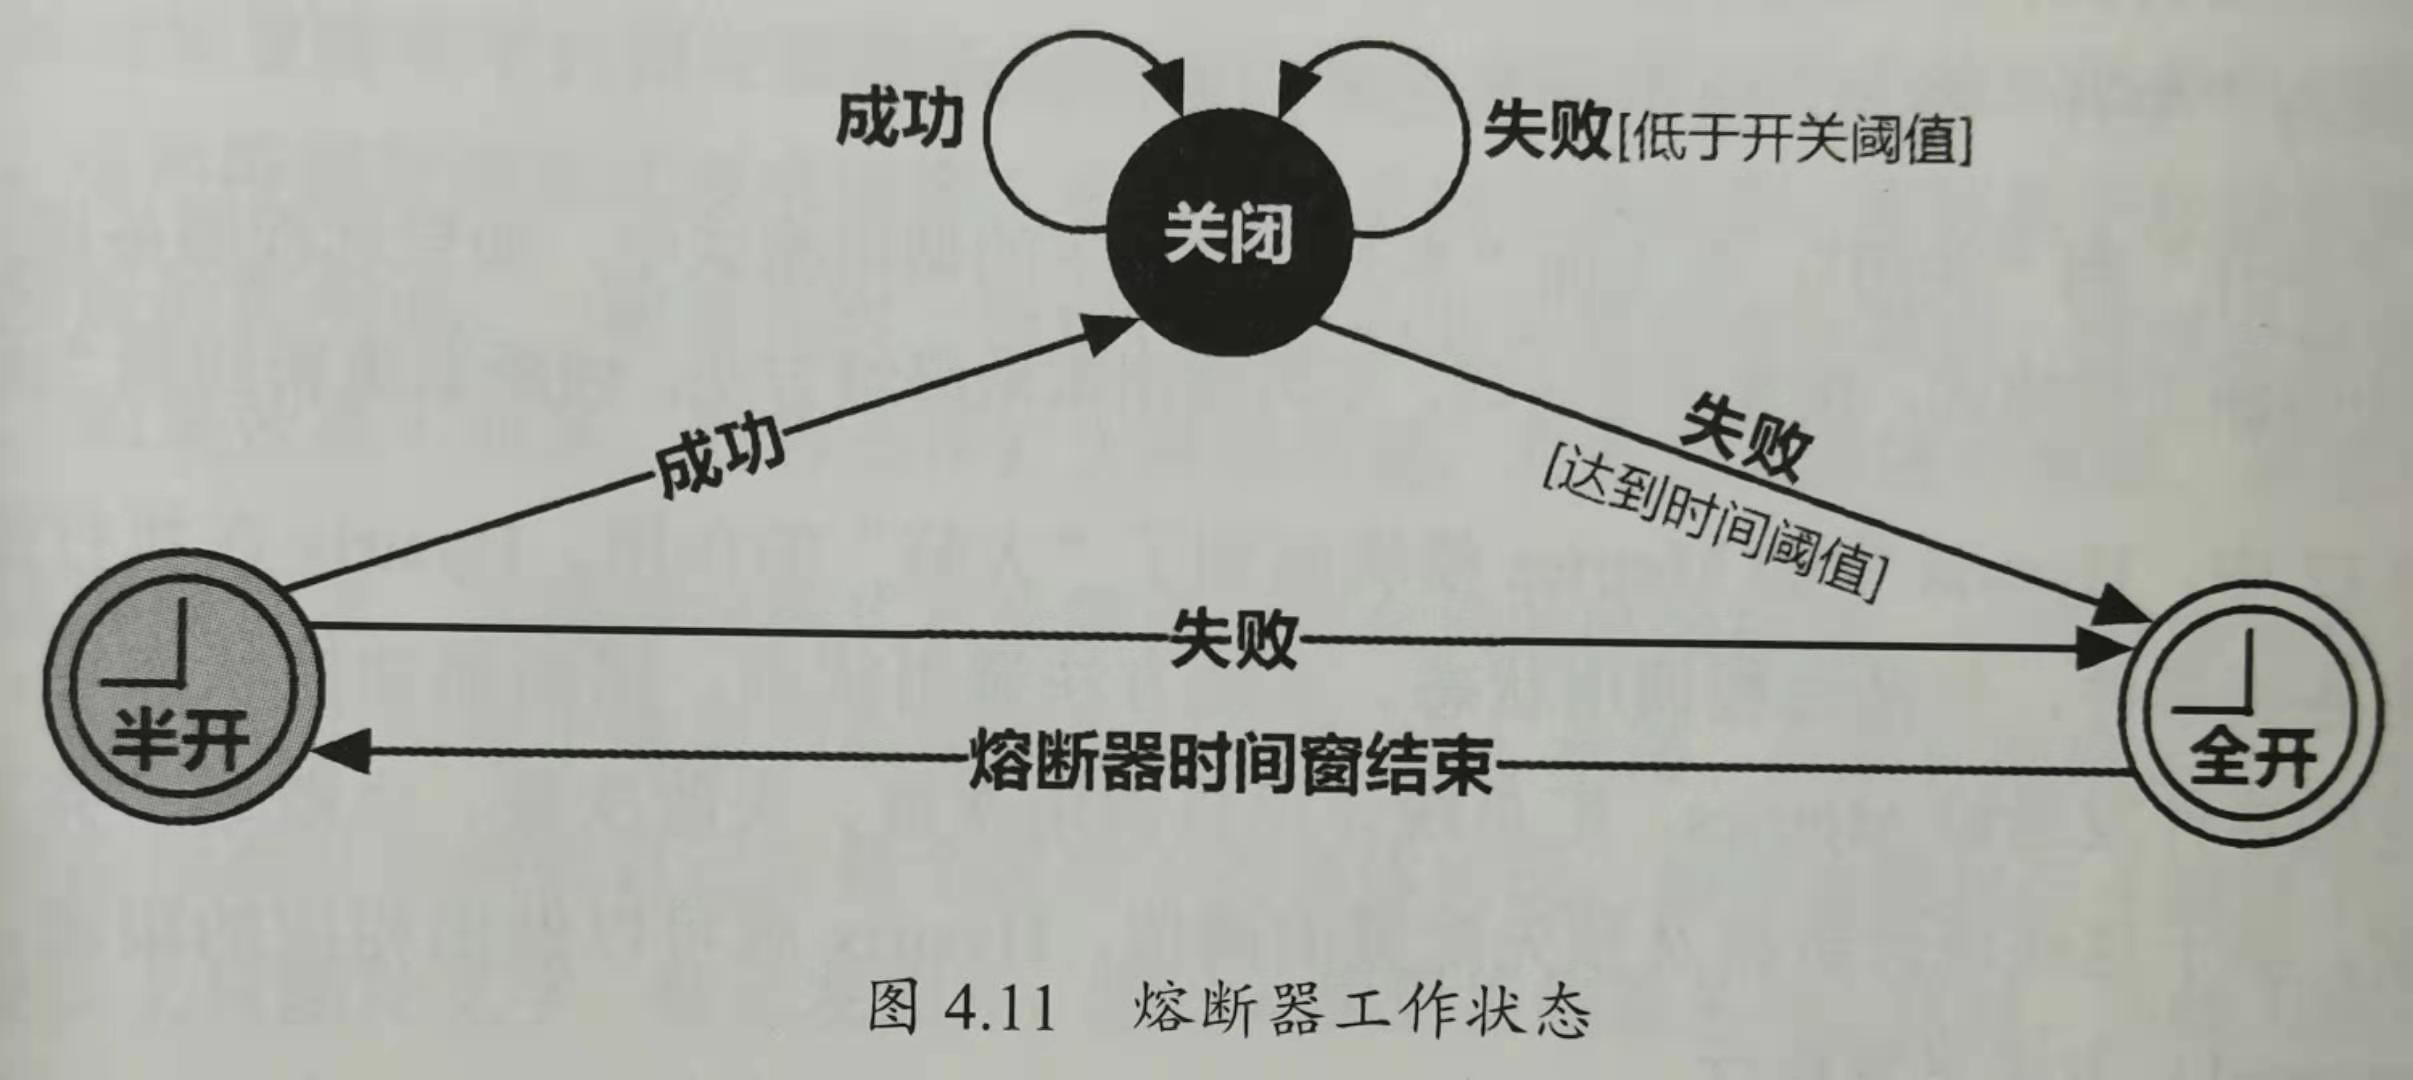 成功
失败[低于开关阈值]
关闭
成功
失败
[达到时间阈值]
失败
半开
熔断器时间窗结束
全开
图 4.11 熔断器工作状态